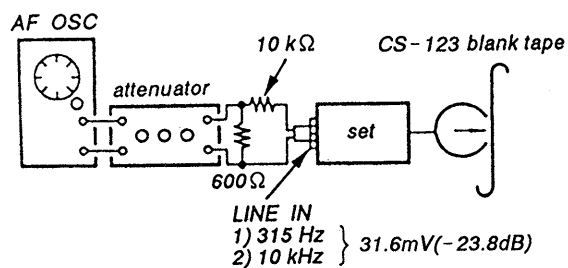 AF OSC
10 kΩ
CS-123 blank tape
attenuator
set
600Ω
LINE IN
1) 315 Hz
2) 10 kHz
31.6mV(-23.8dB)